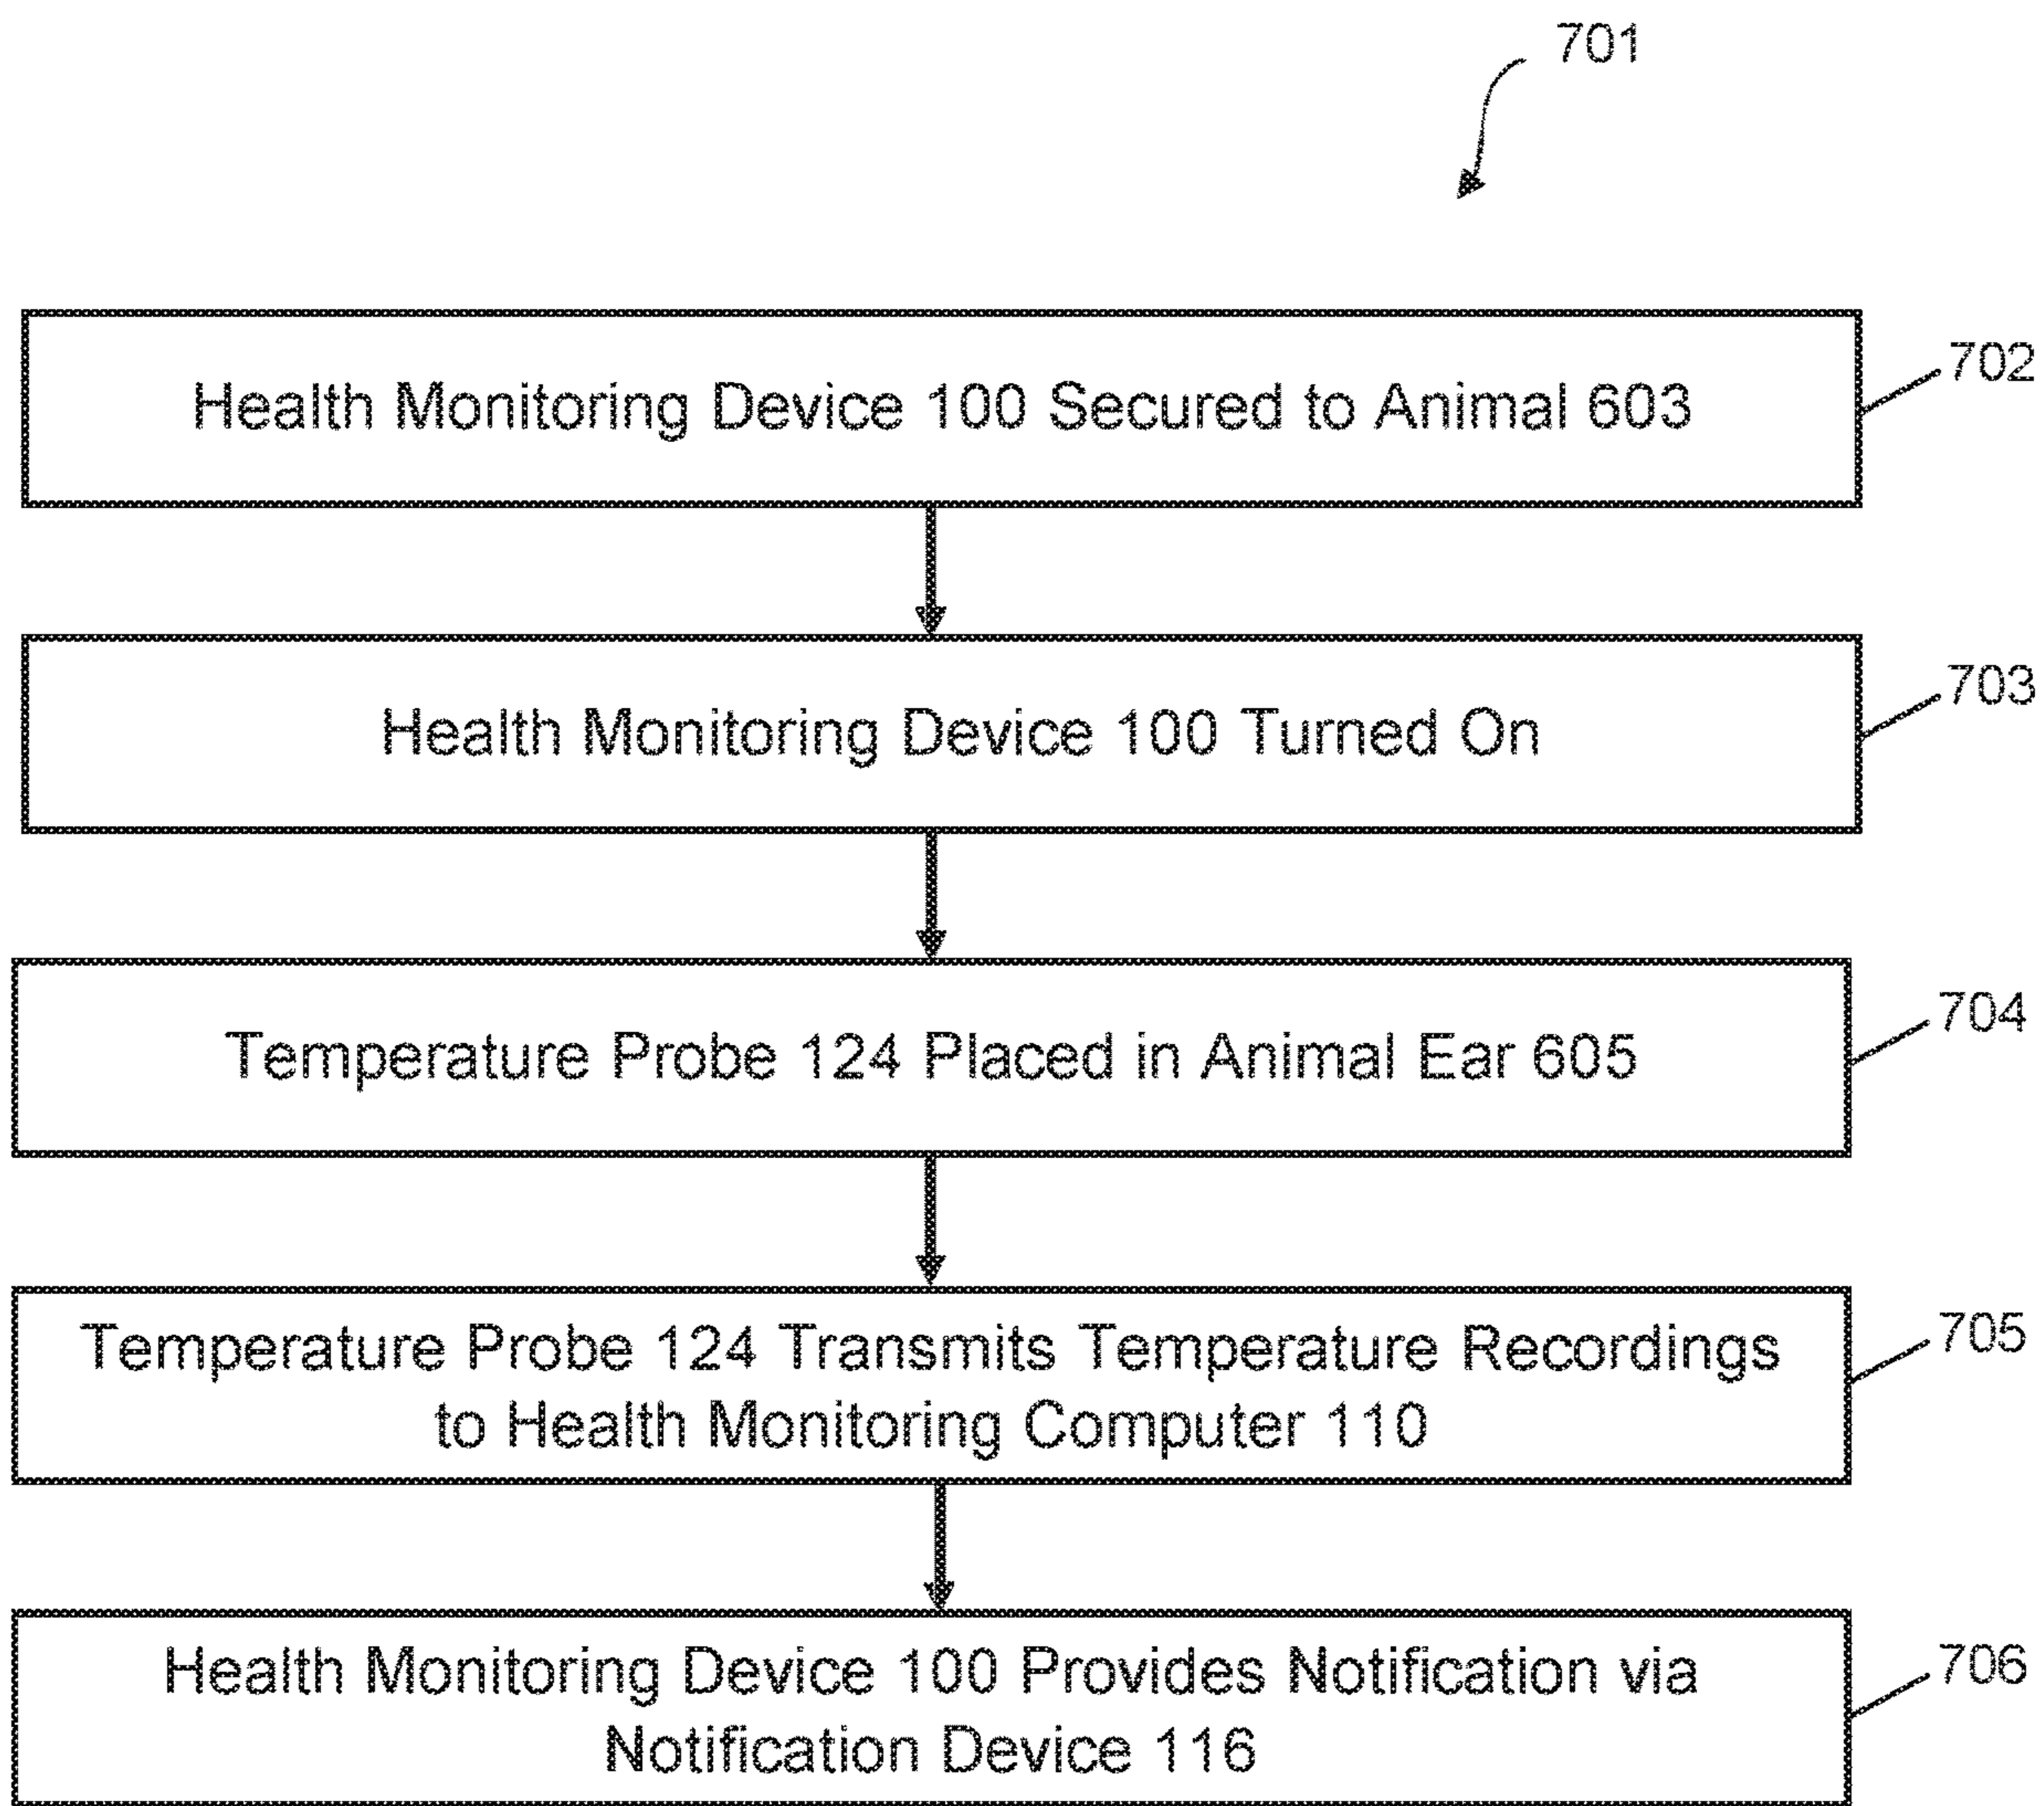 701
Health Monitoring Device 100 Secured to Animal 603
702
Health Monitoring Device 100 Turned On
703
Temperature Probe 124 Placed in Animal Ear 605
704
Temperature Probe 124 Transmits Temperature Recordings
to Health Monitoring Computer 110
705
Health Monitoring Device 100 Provides Notification via
Notification Device 116
706